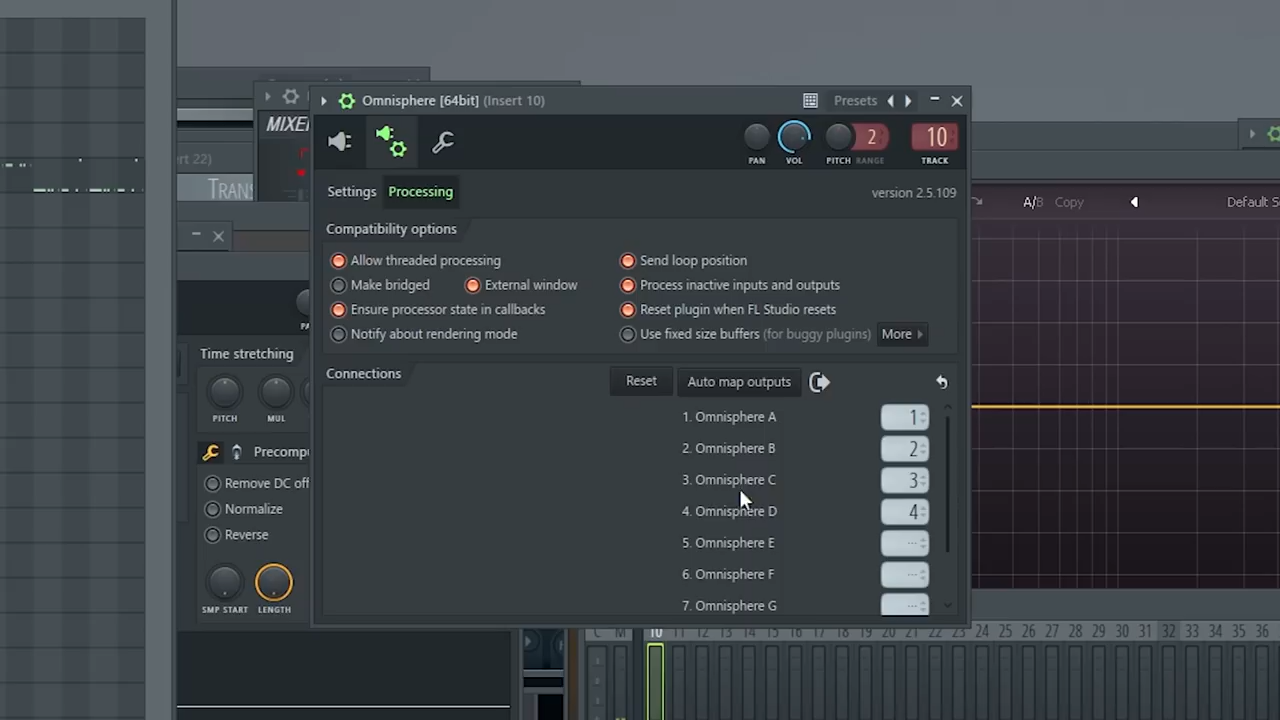 Omnisphere [64bit] (Insert 10)
Presets
MIXER
PAN
VOL
PITCH
2
RANGE
10
TRACK
TRANS
Settings
Processing
version 2.5.109
A/B
Copy
Compatibility options
Allow threaded processing
Send loop position
Make bridged
External window
Process inactive inputs and outputs
Ensure processor state in callbacks
Reset plugin when FL Studio resets
Notify about rendering mode
Use fixed size buffers (for buggy plugins)
More
Time stretching
Connections
Reset
Auto map outputs
PITCH
MUL
1. Omnisphere A
1
2. Omnisphere B
2
3. Omnisphere C
3
4. Omnisphere D
4
5. Omnisphere E
---
6. Omnisphere F
---
7. Omnisphere G
---
Remove DC off
Normalize
Reverse
SMP START
LENGTH
C M 10 11 12 13 14 15 16 17 18 19 20 21 22 23 24 25 26 27 28 29 30 31 32 33 34 35 36